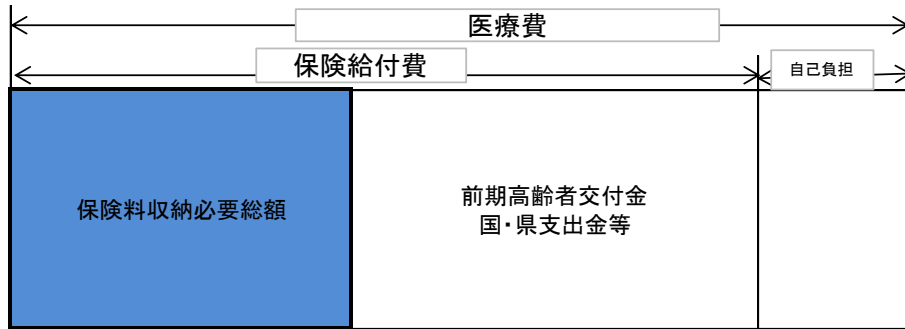 医療費
保険給付費
自己負担
保険料収納必要総額
前期高齢者交付金
国・県支出金等